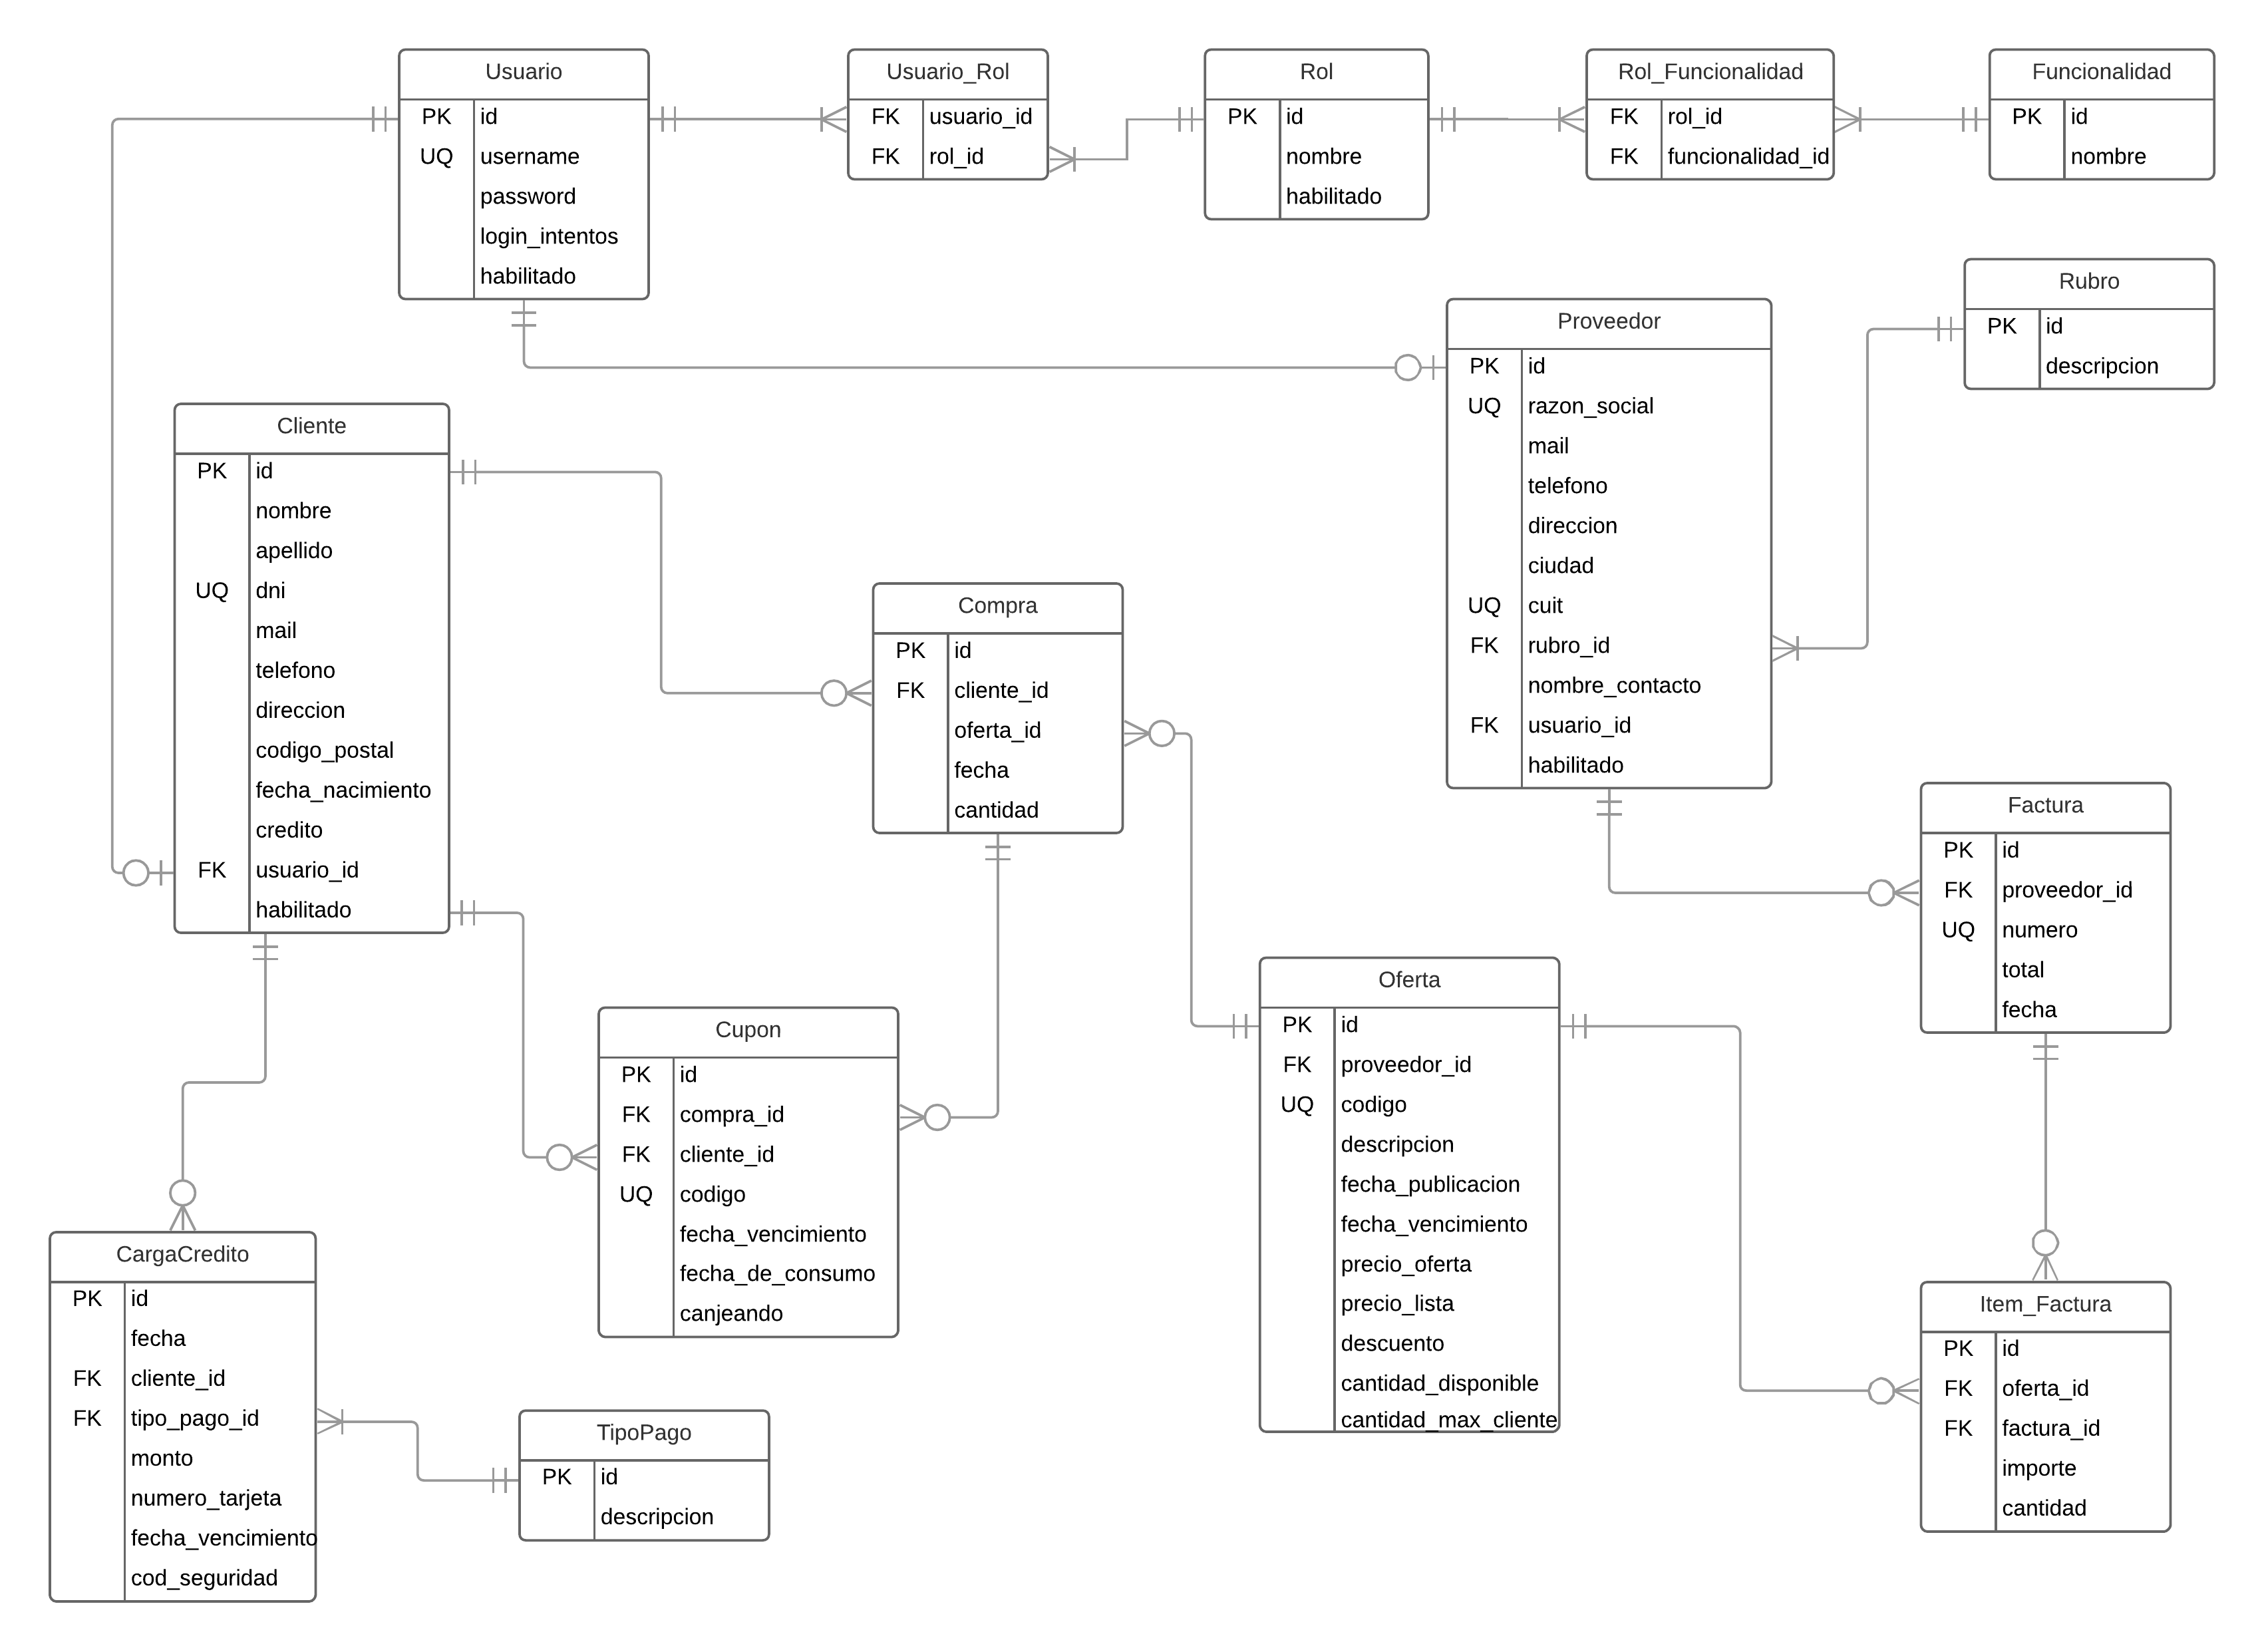 Usuario
PK id
UQ username
password
login_intentos
habilitado
Usuario_Rol
FK usuario_id
FK rol_id
Rol
PK id
nombre
habilitado
Rol_Funcionalidad
FK rol_id
FK funcionalidad_id
Funcionalidad
PK id
nombre
Rubro
PK id
descripcion
Proveedor
PK id
UQ razon_social
mail
telefono
direccion
ciudad
UQ cuit
FK rubro_id
nombre_contacto
FK usuario_id
habilitado
Cliente
PK id
nombre
apellido
UQ dni
mail
telefono
direccion
codigo_postal
fecha_nacimiento
credito
FK usuario_id
habilitado
Compra
PK id
FK cliente_id
oferta_id
fecha
cantidad
Factura
PK id
FK proveedor_id
UQ numero
total
fecha
Oferta
PK id
FK proveedor_id
UQ codigo
descripcion
fecha_publicacion
fecha_vencimiento
precio_oferta
precio_lista
descuento
cantidad_disponible
cantidad_max_cliente
Cupon
PK id
FK compra_id
FK cliente_id
UQ codigo
fecha_vencimiento
fecha_de_consumo
canjeando
CargaCredito
PK id
fecha
FK cliente_id
FK tipo_pago_id
monto
numero_tarjeta
fecha_vencimiento
cod_seguridad
TipoPago
PK id
descripcion
Item_Factura
PK id
FK oferta_id
FK factura_id
importe
cantidad